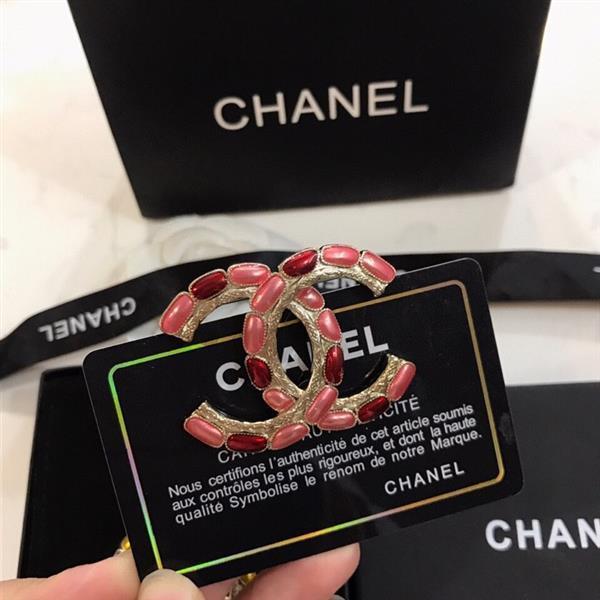 CHANEL
CHANEL
CHANEL
Nous certifions l'authenticité de cet article soumis
aux contrôles les plus rigoureux, et dont la haute
qualité Symbolise le renom de notre Marque.
CHANEL
CHAN